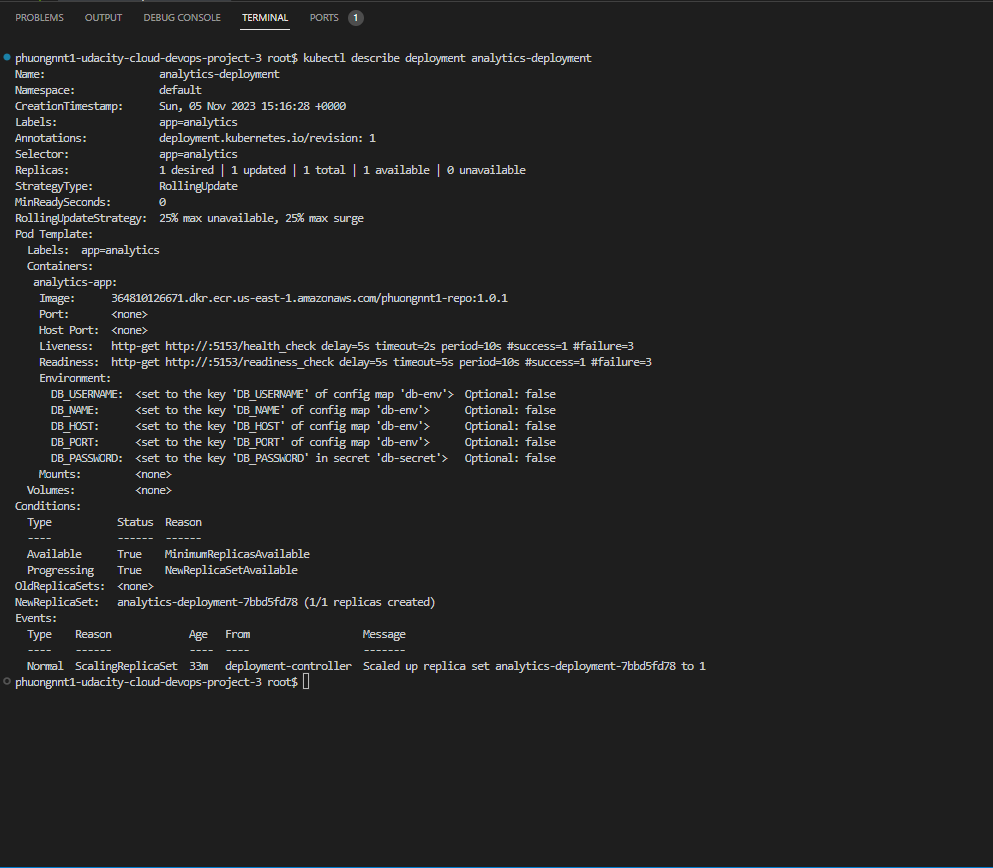 PROBLEMS OUTPUT DEBUG CONSOLE TERMINAL PORTS 1
phuongnnt1-udacity-cloud-devops-project-3 root$ kubectl describe deployment analytics-deployment
Name: analytics-deployment
Namespace: default
CreationTimestamp: Sun, 05 Nov 2023 15:16:28 +0000
Labels: app=analytics
Annotations: deployment.kubernetes.io/revision: 1
Selector: app=analytics
Replicas: 1 desired | 1 updated | 1 total | 1 available | 0 unavailable
StrategyType: RollingUpdate
MinReadySeconds: 0
RollingUpdateStrategy: 25% max unavailable, 25% max surge
Pod Template:
Labels: app=analytics
Containers:
analytics-app:
Image: 364810126671.dkr.ecr.us-east-1.amazonaws.com/phuongnnt1-repo:1.0.1
Port: <none>
Host Port: <none>
Liveness: http-get http://:5153/health_check delay=5s timeout=2s period=10s #success=1 #failure=3
Readiness: http-get http://:5153/readiness_check delay=5s timeout=5s period=10s #success=1 #failure=3
Environment:
DB_USERNAME: <set to the key 'DB_USERNAME' of config map 'db-env'> Optional: false
DB_NAME: <set to the key 'DB_NAME' of config map 'db-env'> Optional: false
DB_HOST: <set to the key 'DB_HOST' of config map 'db-env'> Optional: false
DB_PORT: <set to the key 'DB_PORT' of config map 'db-env'> Optional: false
DB_PASSWORD: <set to the key 'DB_PASSWORD' in secret 'db-secret'> Optional: false
Mounts: <none>
Volumes: <none>
Conditions:
Type Status Reason
---- ------ ------
Available True MinimumReplicasAvailable
Progressing True NewReplicaSetAvailable
OldReplicaSets: <none>
NewReplicaSet: analytics-deployment-7bbd5fd78 (1/1 replicas created)
Events:
Type Reason Age From Message
---- ------ ---- ---- -------
Normal ScalingReplicaSet 33m deployment-controller Scaled up replica set analytics-deployment-7bbd5fd78 to 1
phuongnnt1-udacity-cloud-devops-project-3 root$